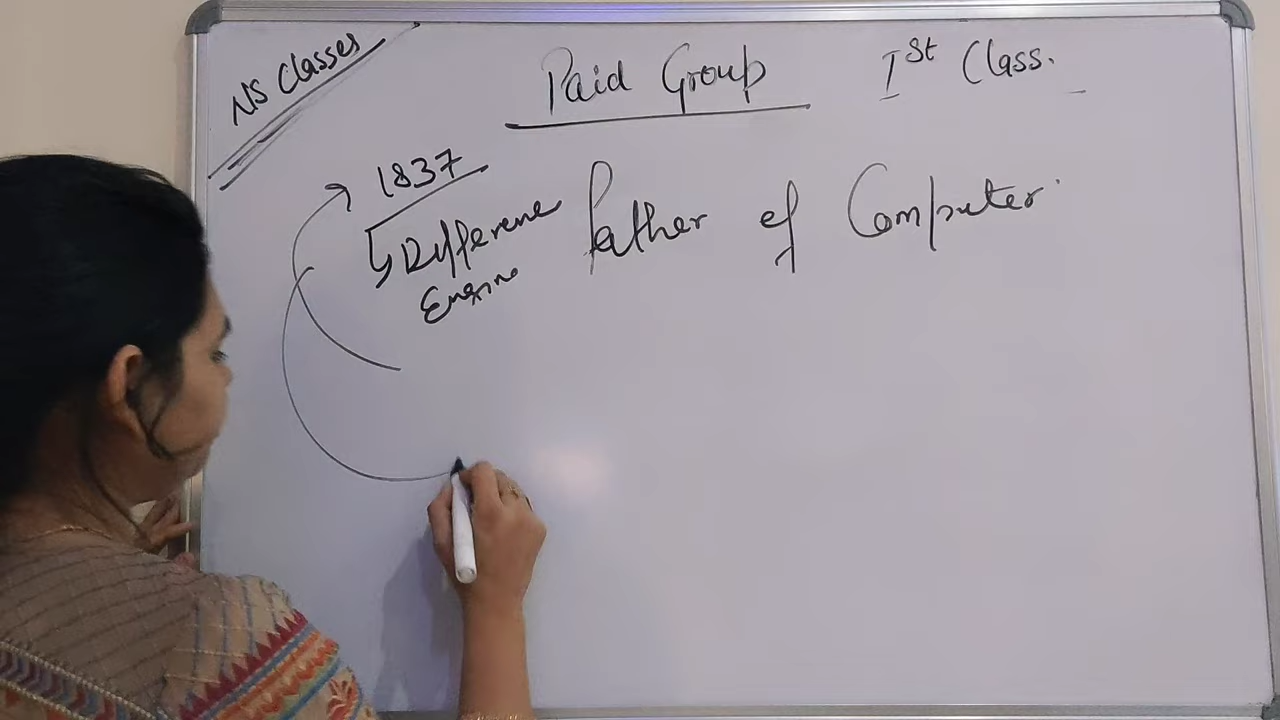 NS Classes
Paid Group Ist Class.
1837
Difference
Engine
Father of Computer